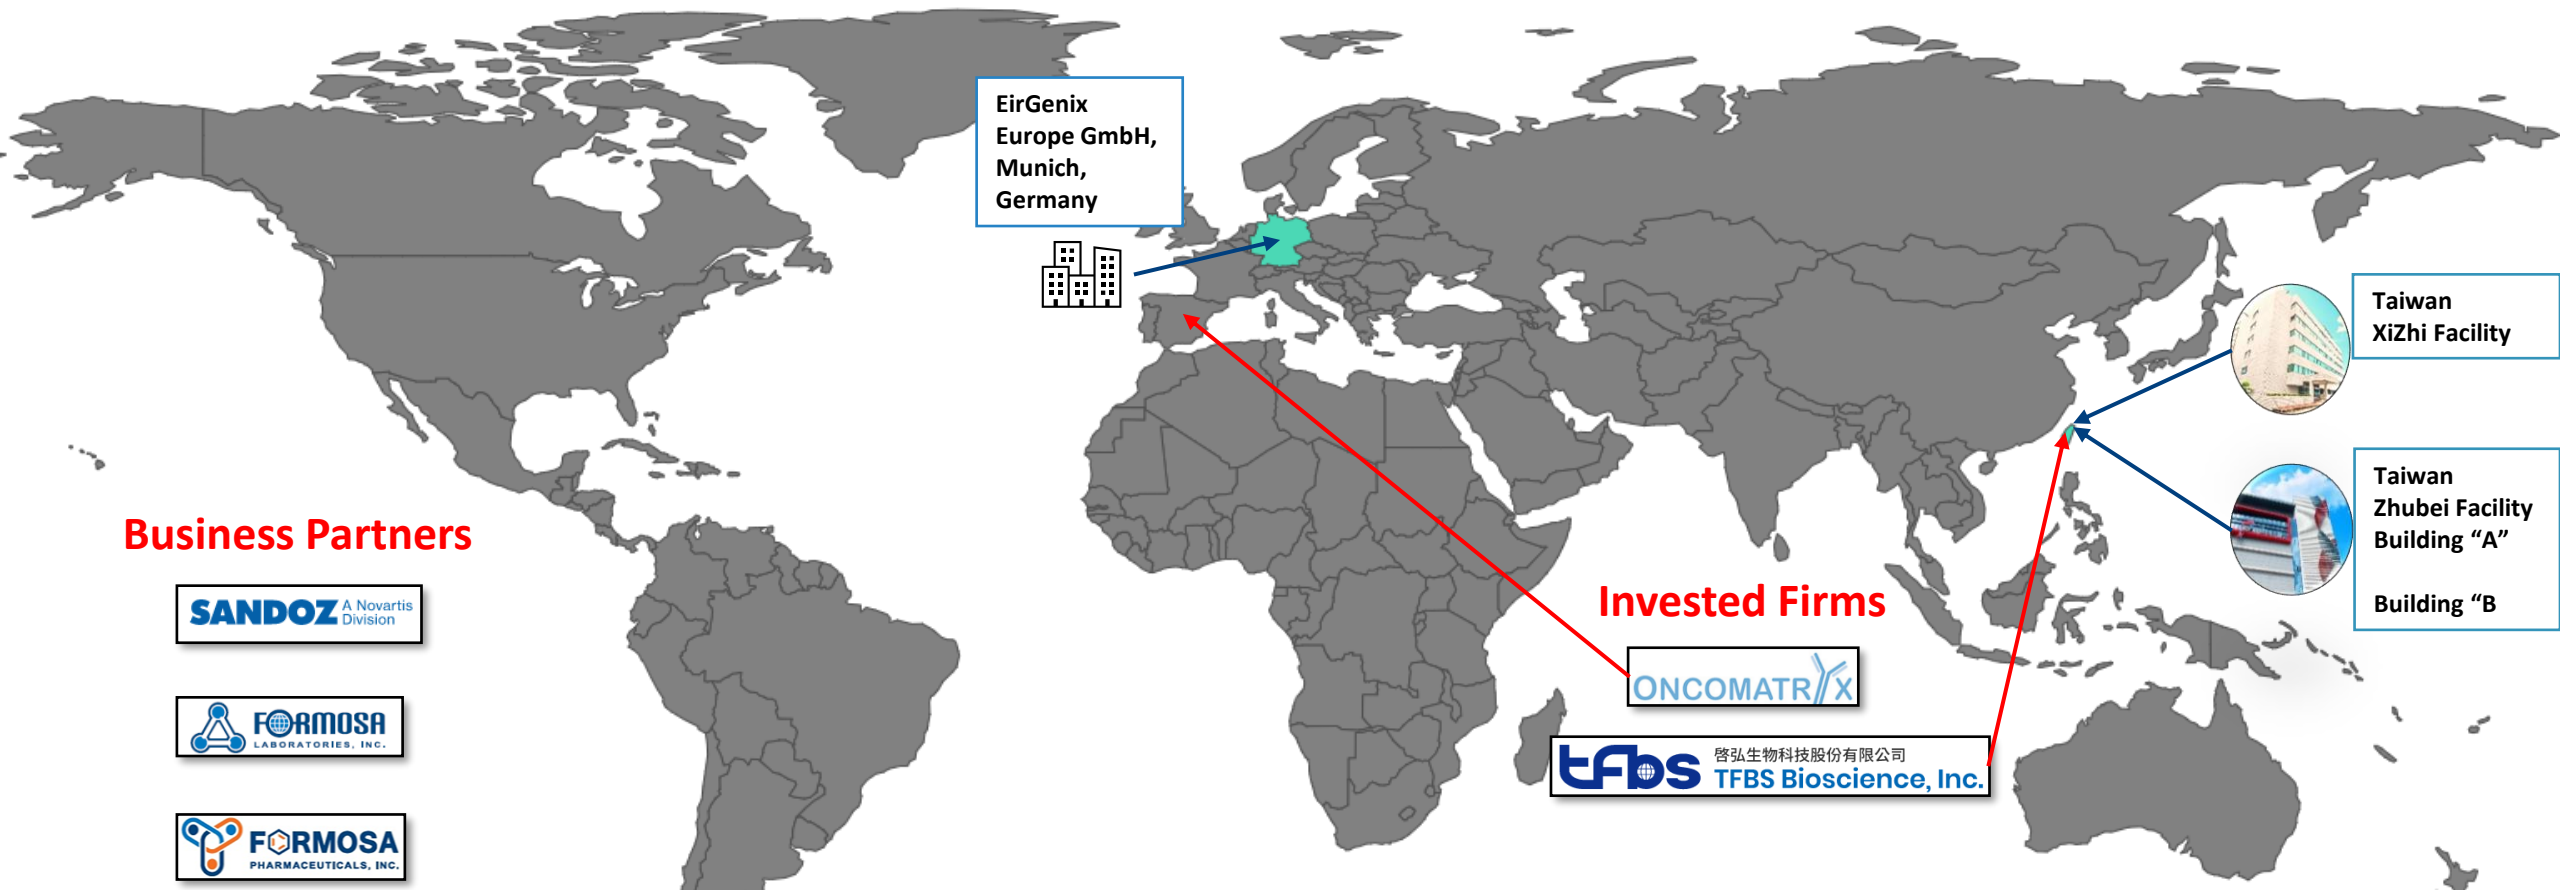 EirGenix
Europe GmbH,
Munich,
Germany
Taiwan
XiZhi Facility
Taiwan
Zhubei Facility
Building “A”
Building “B
Business Partners
SANDOZ A Novartis
Division
FORMOSA
LABORATORIES, INC.
FORMOSA
PHARMACEUTICALS, INC.
Invested Firms
ONCOMATRYX
tfbs 啓弘生物科技股份有限公司
TFBS Bioscience, Inc.